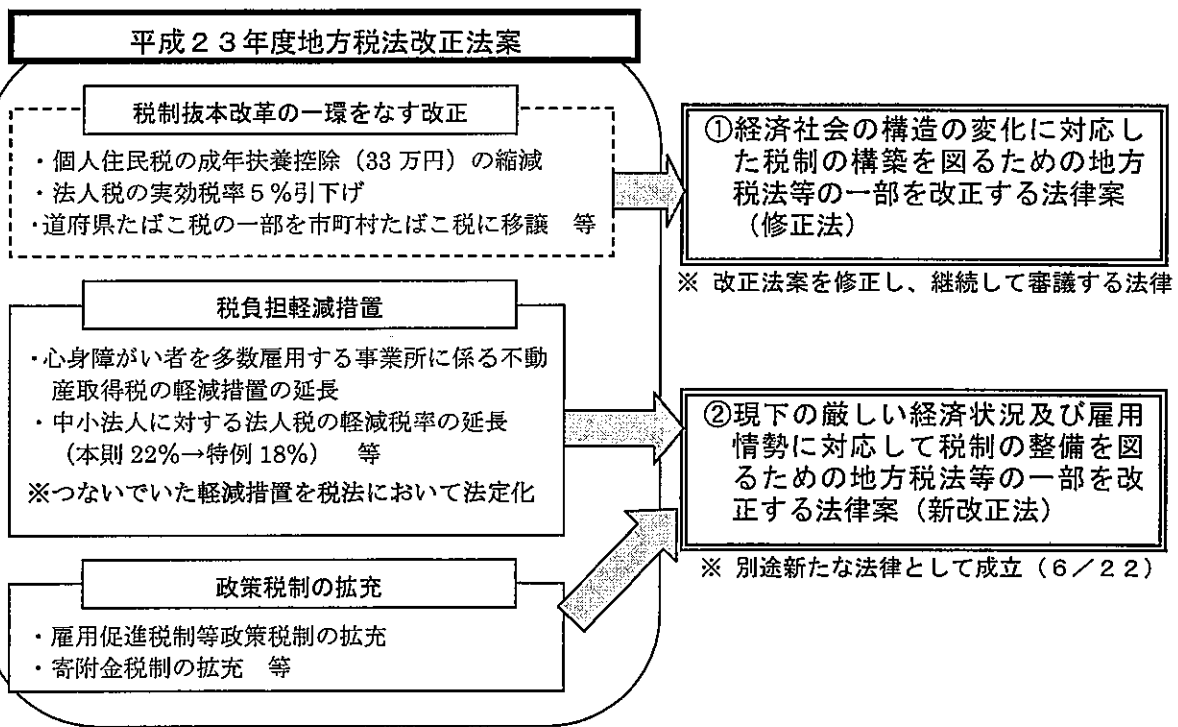 平成２３年度地方税法改正法案
税制抜本改革の一環をなす改正
・個人住民税の成年扶養控除（33万円）の縮減
・法人税の実効税率５％引下げ
・道府県たばこ税の一部を市町村たばこ税に移譲　等
①経済社会の構造の変化に対応し
た税制の構築を図るための地方
税法等の一部を改正する法律案
（修正法）
※ 改正法案を修正し、継続して審議する法律
税負担軽減措置
・心身障がい者を多数雇用する事業所に係る不動
産取得税の軽減措置の延長
・中小法人に対する法人税の軽減税率の延長
（本則 22%→特例 18%）　等
※つないでいた軽減措置を税法において法定化
②現下の厳しい経済状況及び雇用
情勢に対応して税制の整備を図
るための地方税法等の一部を改
正する法律案（新改正法）
※ 別途新たな法律として成立（６／２２）
政策税制の拡充
・雇用促進税制等政策税制の拡充
・寄附金税制の拡充　等